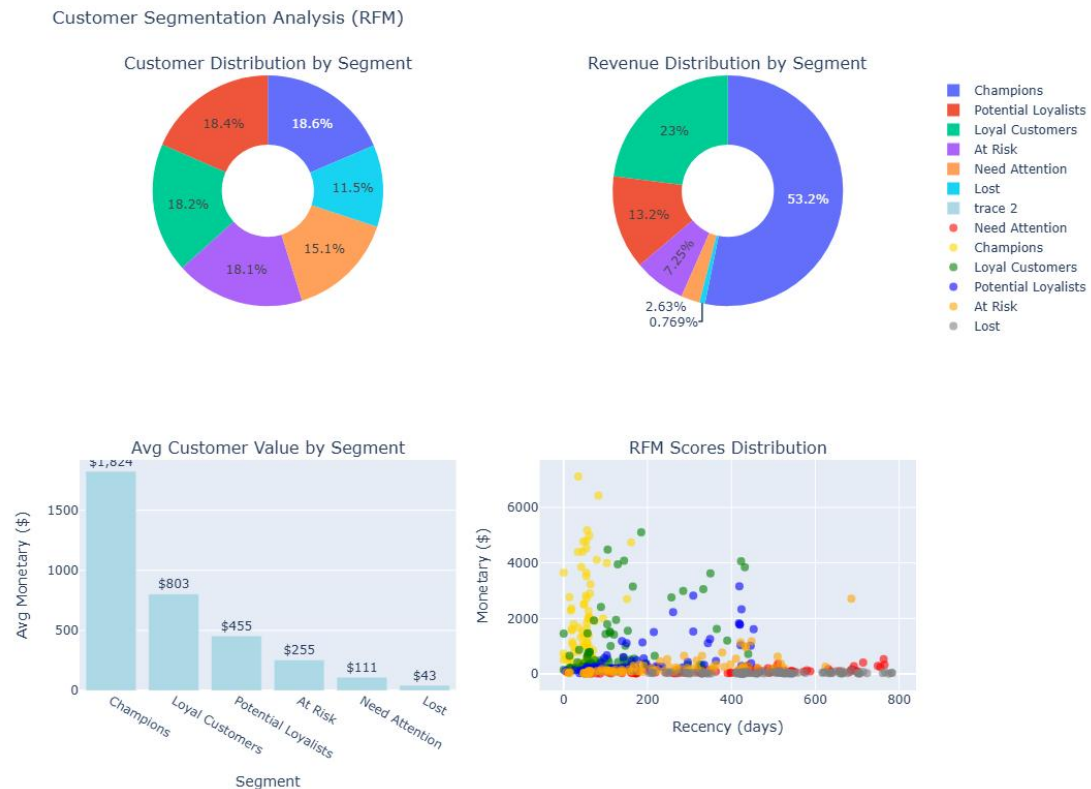 Customer Segmentation Analysis (RFM)
Customer Distribution by Segment
18.4%
18.6%
11.5%
18.2%
15.1%
18.1%
Revenue Distribution by Segment
23%
53.2%
13.2%
7.25%
2.63%
0.769%
Champions
Potential Loyalists
Loyal Customers
At Risk
Need Attention
Lost
trace 2
Need Attention
Champions
Loyal Customers
Potential Loyalists
At Risk
Lost
Avg Customer Value by Segment
$1,824
1500
1000
$803
500
$455
$255
$111
$43
0
Avg Monetary ($)
Champions
Loyal Customers
Potential Loyalists
At Risk
Need Attention
Lost
Segment
RFM Scores Distribution
6000
4000
2000
0
Monetary ($)
0
200
400
600
800
Recency (days)